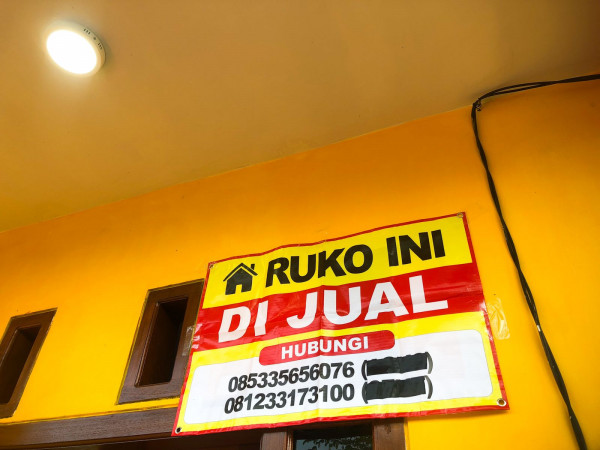 RUKO INI
DI JUAL
HUBUNGI
085335656076
081233173100